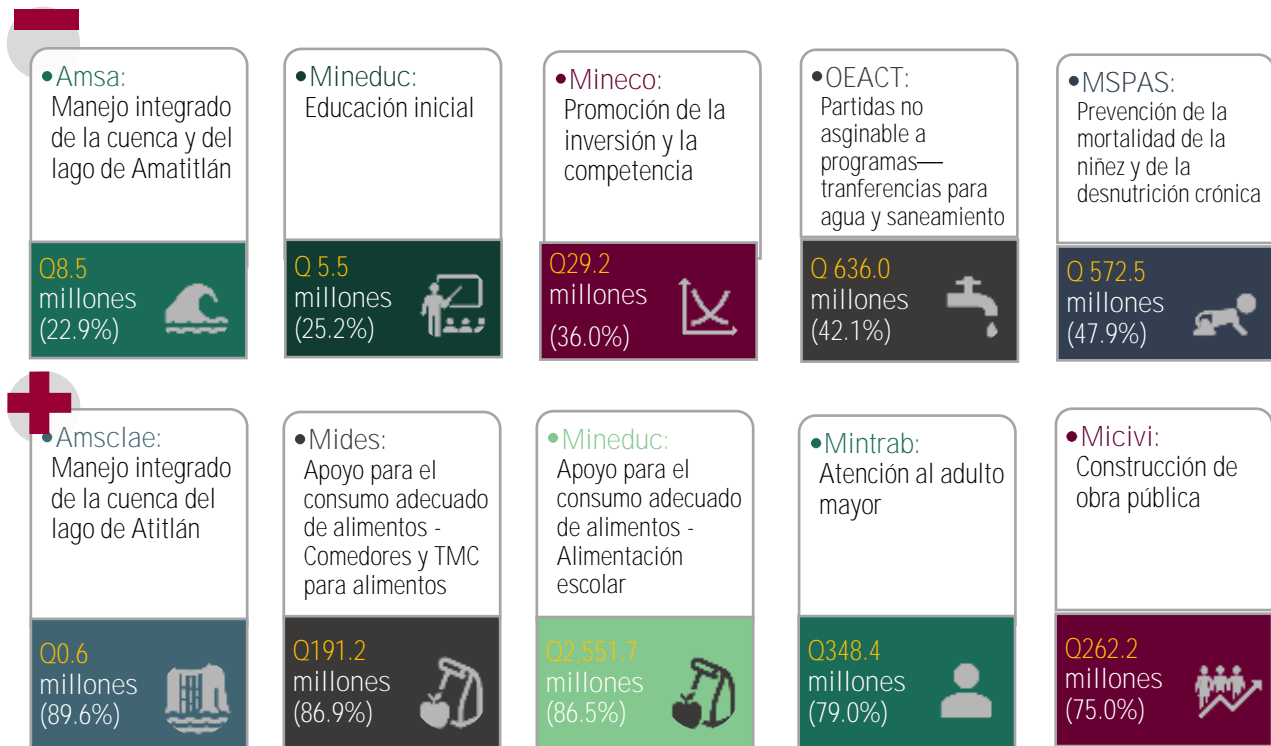 •Amsa:
Manejo integrado
de la cuenca y del
lago de Amatitlán
Q8.5
millones
(22.9%)
•Mineduc:
Educación inicial
Q 5.5
millones
(25.2%)
•Mineco:
Promoción de la
inversión y la
competencia
Q29.2
millones
(36.0%)
•OEACT:
Partidas no
asginable a
programas—
tranferencias para
agua y saneamiento
Q 636.0
millones
(42.1%)
•MSPAS:
Prevención de la
mortalidad de la
niñez y de la
desnutrición crónica
Q 572.5
millones
(47.9%)
•Amsclae:
Manejo integrado
de la cuenca del
lago de Atitlán
Q0.6
millones
(89.6%)
•Mides:
Apoyo para el
consumo adecuado
de alimentos -
Comedores y TMC
para alimentos
Q191.2
millones
(86.9%)
•Mineduc:
Apoyo para el
consumo adecuado
de alimentos -
Alimentación
escolar
Q2,551.7
millones
(86.5%)
•Mintrab:
Atención al adulto
mayor
Q348.4
millones
(79.0%)
•Micivi:
Construcción de
obra pública
Q262.2
millones
(75.0%)